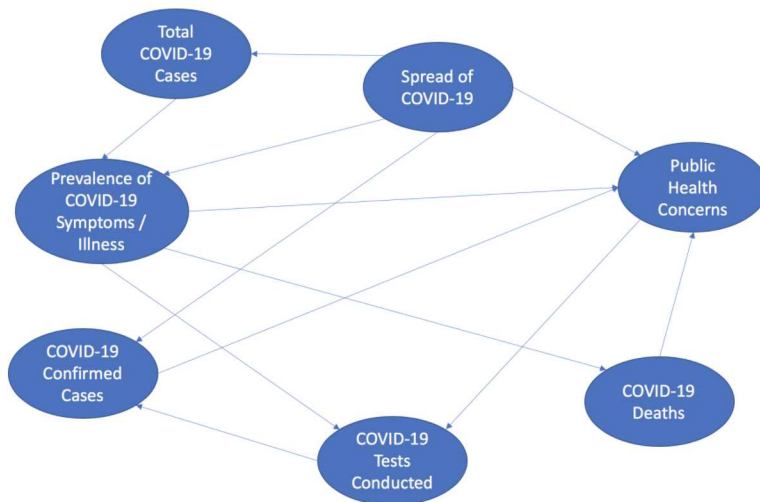 Total
COVID-19
Cases
Spread of
COVID-19
Prevalence of
COVID-19
Symptoms /
Illness
Public
Health
Concerns
COVID-19
Confirmed
Cases
COVID-19
Deaths
COVID-19
Tests
Conducted